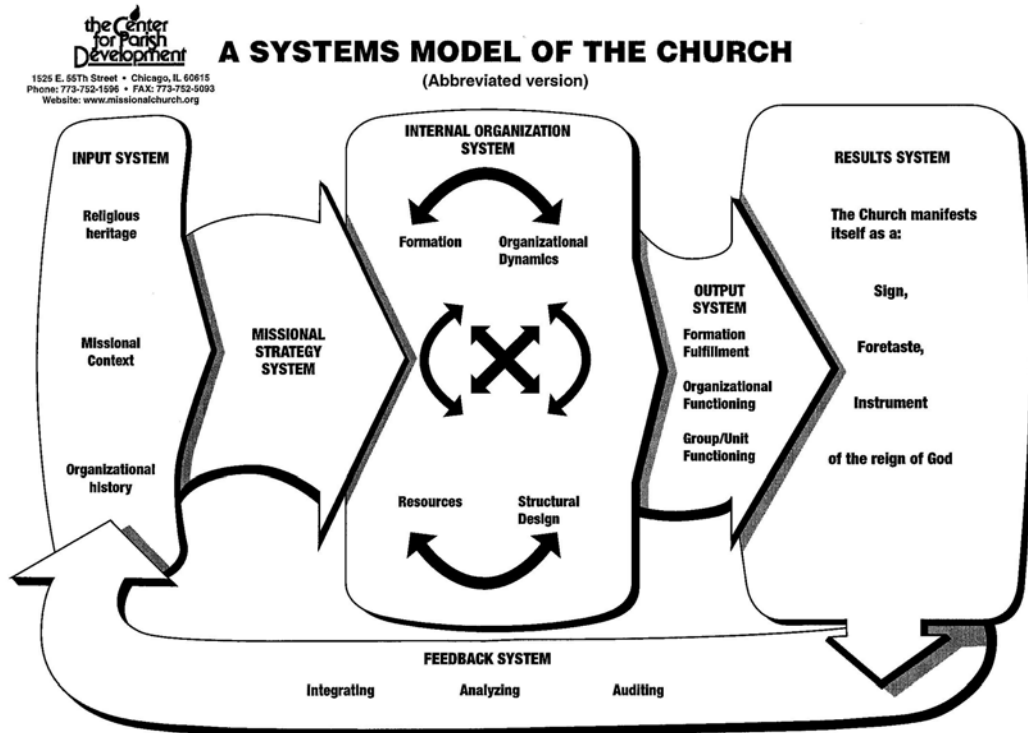 the Center
for Parish
Development
1525 E. 55Th Street • Chicago, IL 60615
Phone: 773-752-1596 • FAX: 773-752-5093
Website: www.missionalchurch.org
A SYSTEMS MODEL OF THE CHURCH
(Abbreviated version)
INPUT SYSTEM
Religious
heritage
Missional
Context
Organizational
history
MISSIONAL
STRATEGY
SYSTEM
INTERNAL ORGANIZATION
SYSTEM
Formation
Organizational
Dynamics
Resources
Structural
Design
OUTPUT
SYSTEM
Formation
Fulfillment
Organizational
Functioning
Group/Unit
Functioning
RESULTS SYSTEM
The Church manifests
itself as a:
Sign,
Foretaste,
Instrument
of the reign of God
FEEDBACK SYSTEM
Integrating Analyzing Auditing